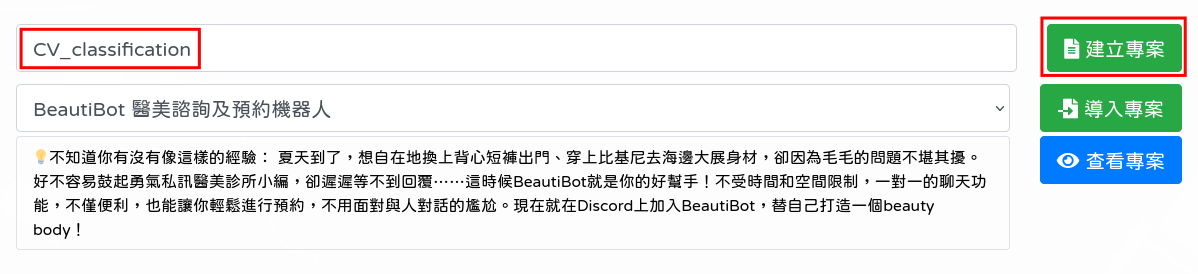 CV_classification
建立專案
BeautiBot 醫美諮詢及預約機器人
導入專案
💡不知道你有沒有像這樣的經驗： 夏天到了，想自在地換上背心短褲出門、穿上比基尼去海邊大展身材，卻因為毛毛的問題不堪其擾。
好不容易鼓起勇氣私訊醫美診所小編，卻遲遲等不到回覆⋯⋯這時候BeautiBot就是你的好幫手！不受時間和空間限制，一對一的聊天功
能，不僅便利，也能讓你輕鬆進行預約，不用面對與人對話的尷尬。現在就在Discord上加入BeautiBot，替自己打造一個beauty
body！
查看專案